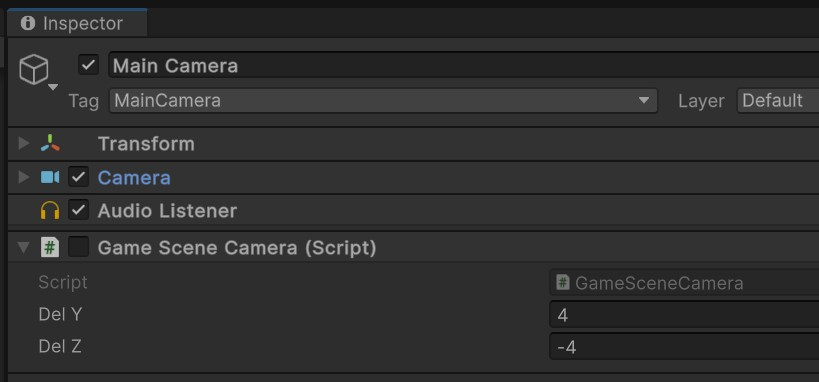 Inspector
Main Camera
Tag MainCamera Layer Default
Transform
Camera
Audio Listener
# Game Scene Camera (Script)
Script # GameSceneCamera
Del Y 4
Del Z -4